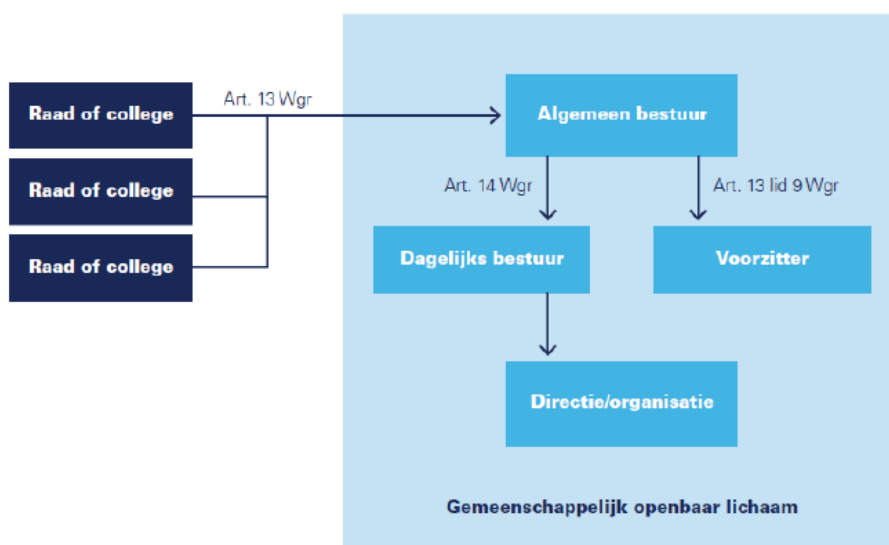 Raad of college
Art. 13 Wgr
Algemeen bestuur
Raad of college
Art. 14 Wgr
Art. 13 lid 9 Wgr
Raad of college
Dagelijks bestuur
Voorzitter
Directie/organisatie
Gemeenschappelijk openbaar lichaam